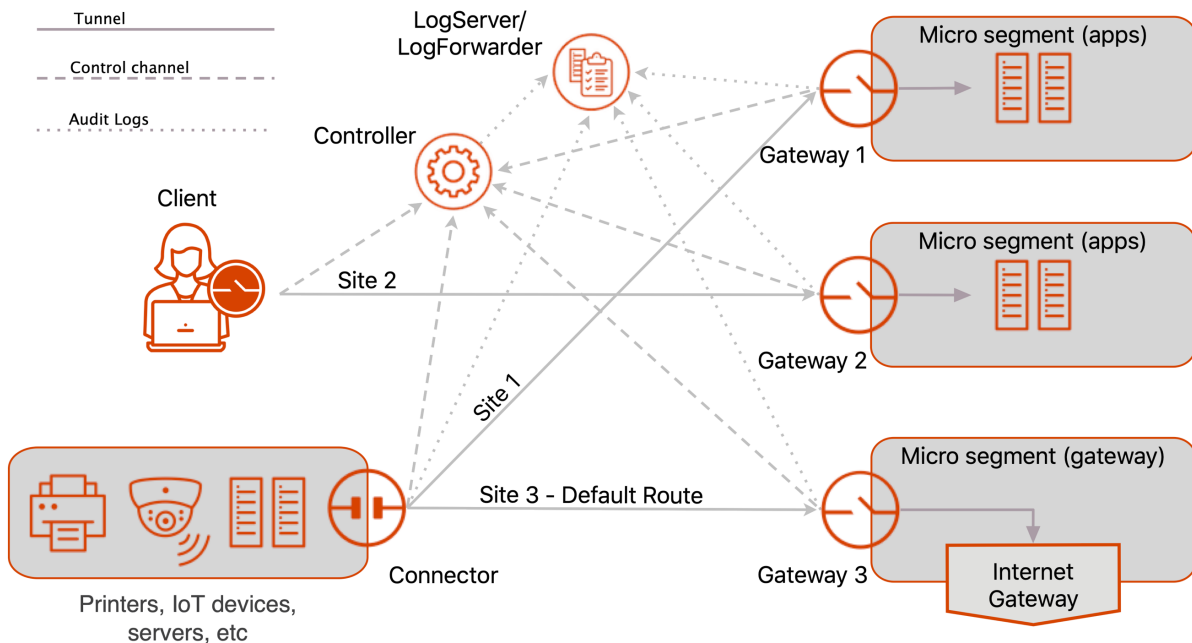 Tunnel
Control channel
Audit Logs
LogServer/
LogForwarder
Controller
Client
Micro segment (apps)
Gateway 1
Micro segment (apps)
Site 2
Gateway 2
Site 1
Micro segment (gateway)
Site 3 - Default Route
Gateway 3
Internet
Gateway
Connector
Printers, IoT devices,
servers, etc